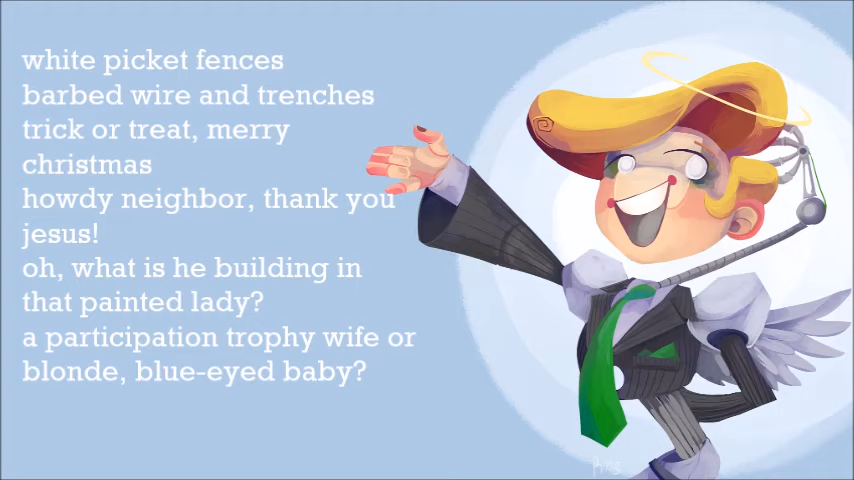 white picket fences
barbed wire and trenches
trick or treat, merry
christmas
howdy neighbor, thank you
jesus!
oh, what is he building in
that painted lady?
a participation trophy wife or
blonde, blue-eyed baby?